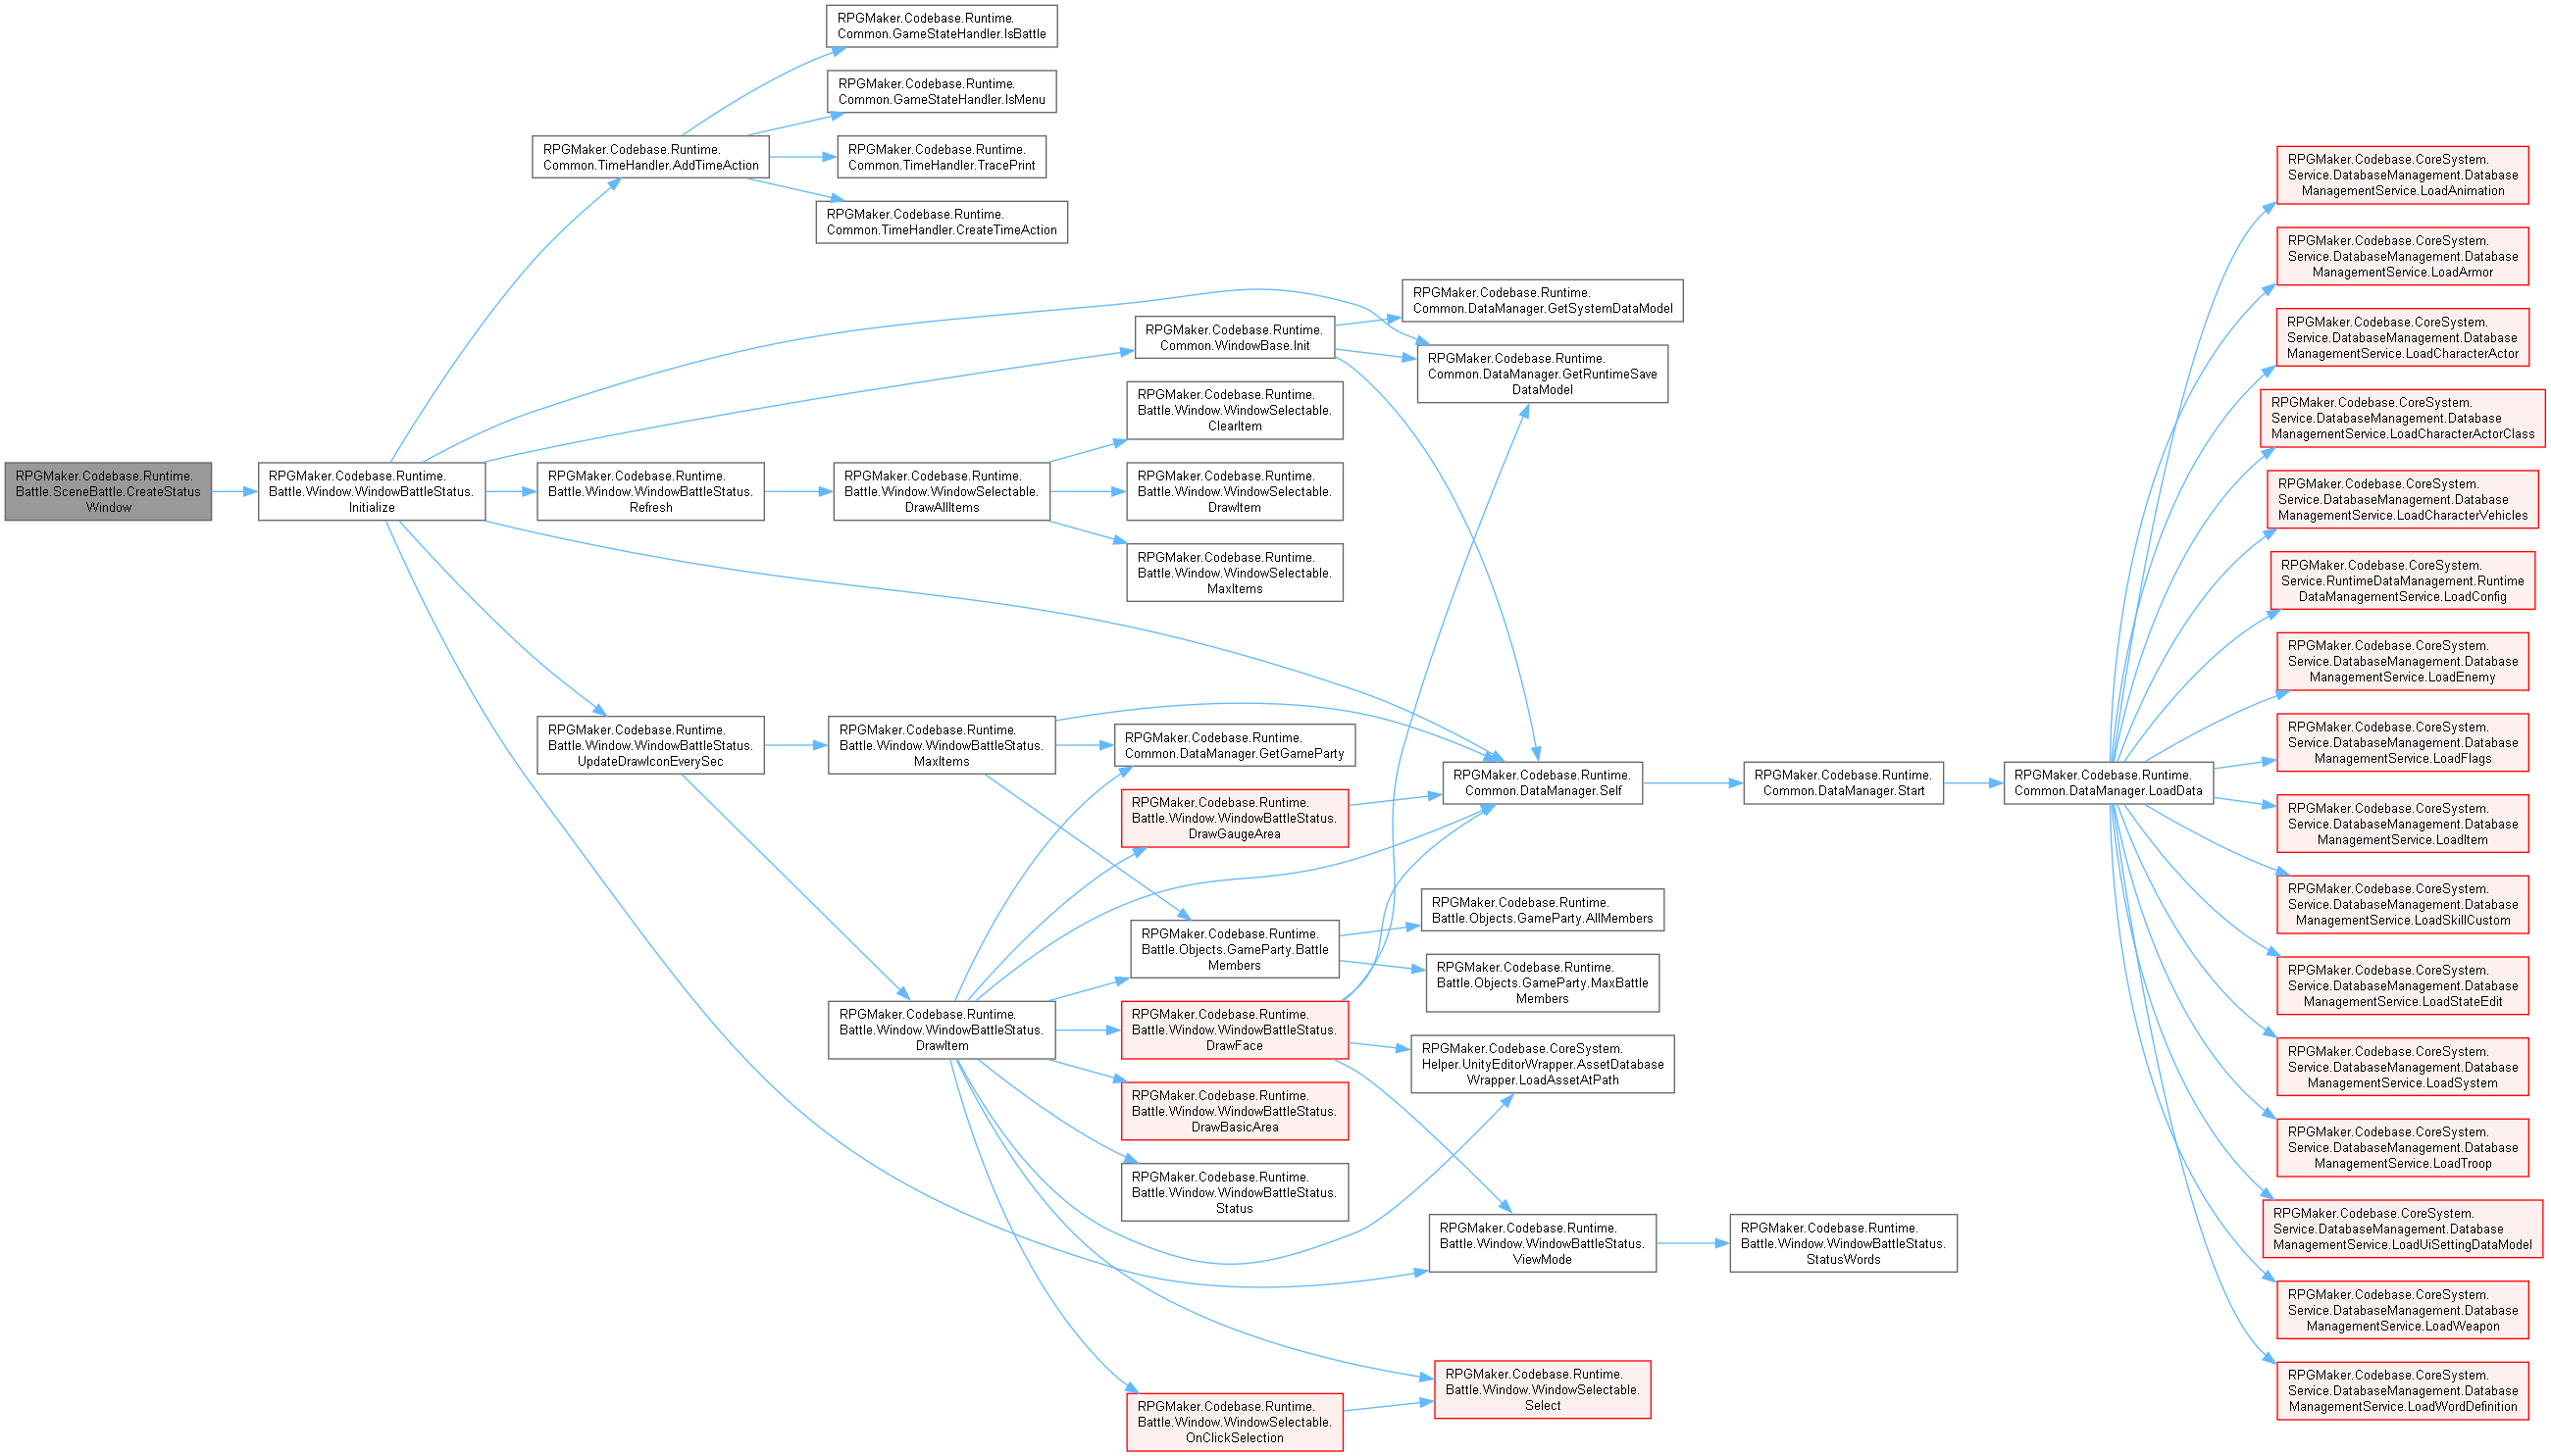 RPGMaker.Codebase.Runtime.
Battle.SceneBattle.CreateStatus
Window
RPGMaker.Codebase.Runtime.
Battle.Window.WindowBattleStatus.
Initialize
RPGMaker.Codebase.Runtime.
Common.TimeHandler.AddTimeAction
RPGMaker.Codebase.Runtime.
Common.GameStateHandler.IsBattle
RPGMaker.Codebase.Runtime.
Common.GameStateHandler.IsMenu
RPGMaker.Codebase.Runtime.
Common.TimeHandler.TracePrint
RPGMaker.Codebase.Runtime.
Common.TimeHandler.CreateTimeAction
RPGMaker.Codebase.Runtime.
Battle.Window.WindowBattleStatus.
Refresh
RPGMaker.Codebase.Runtime.
Battle.Window.WindowSelectable.
DrawAllItems
RPGMaker.Codebase.Runtime.
Common.WindowBase.Init
RPGMaker.Codebase.Runtime.
Battle.Window.WindowSelectable.
ClearItem
RPGMaker.Codebase.Runtime.
Battle.Window.WindowSelectable.
DrawItem
RPGMaker.Codebase.Runtime.
Battle.Window.WindowSelectable.
MaxItems
RPGMaker.Codebase.Runtime.
Common.DataManager.GetSystemDataModel
RPGMaker.Codebase.Runtime.
Common.DataManager.GetRuntimeSave
DataModel
RPGMaker.Codebase.Runtime.
Battle.Window.WindowBattleStatus.
UpdateDrawIconEverySec
RPGMaker.Codebase.Runtime.
Battle.Window.WindowBattleStatus.
MaxItems
RPGMaker.Codebase.Runtime.
Battle.Window.WindowBattleStatus.
DrawItem
RPGMaker.Codebase.Runtime.
Common.DataManager.GetGameParty
RPGMaker.Codebase.Runtime.
Battle.Window.WindowBattleStatus.
DrawGaugeArea
RPGMaker.Codebase.Runtime.
Battle.Objects.GameParty.Battle
Members
RPGMaker.Codebase.Runtime.
Battle.Window.WindowBattleStatus.
DrawFace
RPGMaker.Codebase.Runtime.
Battle.Window.WindowBattleStatus.
DrawBasicArea
RPGMaker.Codebase.Runtime.
Battle.Window.WindowBattleStatus.
Status
RPGMaker.Codebase.Runtime.
Battle.Window.WindowSelectable.
OnClickSelection
RPGMaker.Codebase.Runtime.
Common.DataManager.Self
RPGMaker.Codebase.Runtime.
Battle.Objects.GameParty.AllMembers
RPGMaker.Codebase.Runtime.
Battle.Objects.GameParty.MaxBattle
Members
RPGMaker.Codebase.CoreSystem.
Helper.UnityEditorWrapper.AssetDatabase
Wrapper.LoadAssetAtPath
RPGMaker.Codebase.Runtime.
Battle.Window.WindowBattleStatus.
ViewMode
RPGMaker.Codebase.Runtime.
Battle.Window.WindowSelectable.
Select
RPGMaker.Codebase.Runtime.
Common.DataManager.Start
RPGMaker.Codebase.Runtime.
Battle.Window.WindowBattleStatus.
StatusWords
RPGMaker.Codebase.Runtime.
Common.DataManager.LoadData
RPGMaker.Codebase.CoreSystem.
Service.DatabaseManagement.Database
ManagementService.LoadAnimation
RPGMaker.Codebase.CoreSystem.
Service.DatabaseManagement.Database
ManagementService.LoadArmor
RPGMaker.Codebase.CoreSystem.
Service.DatabaseManagement.Database
ManagementService.LoadCharacterActor
RPGMaker.Codebase.CoreSystem.
Service.DatabaseManagement.Database
ManagementService.LoadCharacterActorClass
RPGMaker.Codebase.CoreSystem.
Service.DatabaseManagement.Database
ManagementService.LoadCharacterVehicles
RPGMaker.Codebase.CoreSystem.
Service.RuntimeDataManagement.Runtime
DataManagementService.LoadConfig
RPGMaker.Codebase.CoreSystem.
Service.DatabaseManagement.Database
ManagementService.LoadEnemy
RPGMaker.Codebase.CoreSystem.
Service.DatabaseManagement.Database
ManagementService.LoadFlags
RPGMaker.Codebase.CoreSystem.
Service.DatabaseManagement.Database
ManagementService.LoadItem
RPGMaker.Codebase.CoreSystem.
Service.DatabaseManagement.Database
ManagementService.LoadSkillCustom
RPGMaker.Codebase.CoreSystem.
Service.DatabaseManagement.Database
ManagementService.LoadStateEdit
RPGMaker.Codebase.CoreSystem.
Service.DatabaseManagement.Database
ManagementService.LoadSystem
RPGMaker.Codebase.CoreSystem.
Service.DatabaseManagement.Database
ManagementService.LoadTroop
RPGMaker.Codebase.CoreSystem.
Service.DatabaseManagement.Database
ManagementService.LoadUiSettingDataModel
RPGMaker.Codebase.CoreSystem.
Service.DatabaseManagement.Database
ManagementService.LoadWeapon
RPGMaker.Codebase.CoreSystem.
Service.DatabaseManagement.Database
ManagementService.LoadWordDefinition